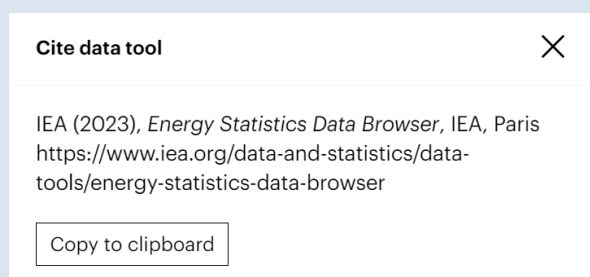 Cite data tool
IEA (2023), Energy Statistics Data Browser, IEA, Paris
https://www.iea.org/data-and-statistics/data-
tools/energy-statistics-data-browser
Copy to clipboard